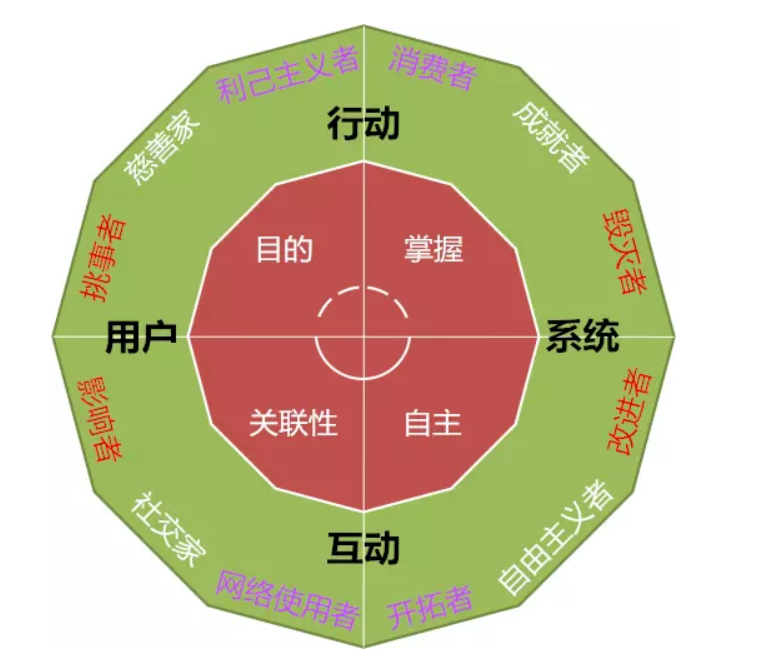 利己主义者
消费者
慈善家
行动
成就者
挑事者
目的
掌握
毁灭者
用户
系统
影响者
关联性
自主
改进者
社交家
互动
自由主义者
网络使用者
开拓者